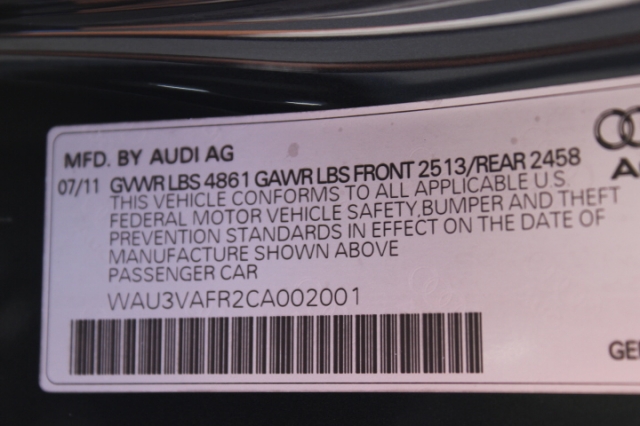 MFD. BY AUDI AG
07/11 GVWR LBS 4861 GAWR LBS FRONT 2513/REAR 2458
THIS VEHICLE CONFORMS TO ALL APPLICABLE U.S.
FEDERAL MOTOR VEHICLE SAFETY,BUMPER AND THEFT
PREVENTION STANDARDS IN EFFECT ON THE DATE OF
MANUFACTURE SHOWN ABOVE
PASSENGER CAR
WAU3VAFR2CA002001